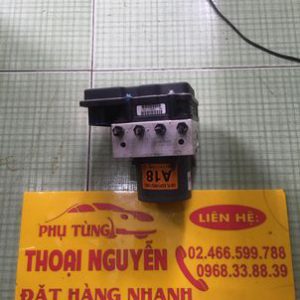 A18
PHỤ TÙNG
LIÊN HỆ:
THOẠI NGUYỄN
02.466.599.788
0968.33.88.39
ĐẶT HÀNG NHANH